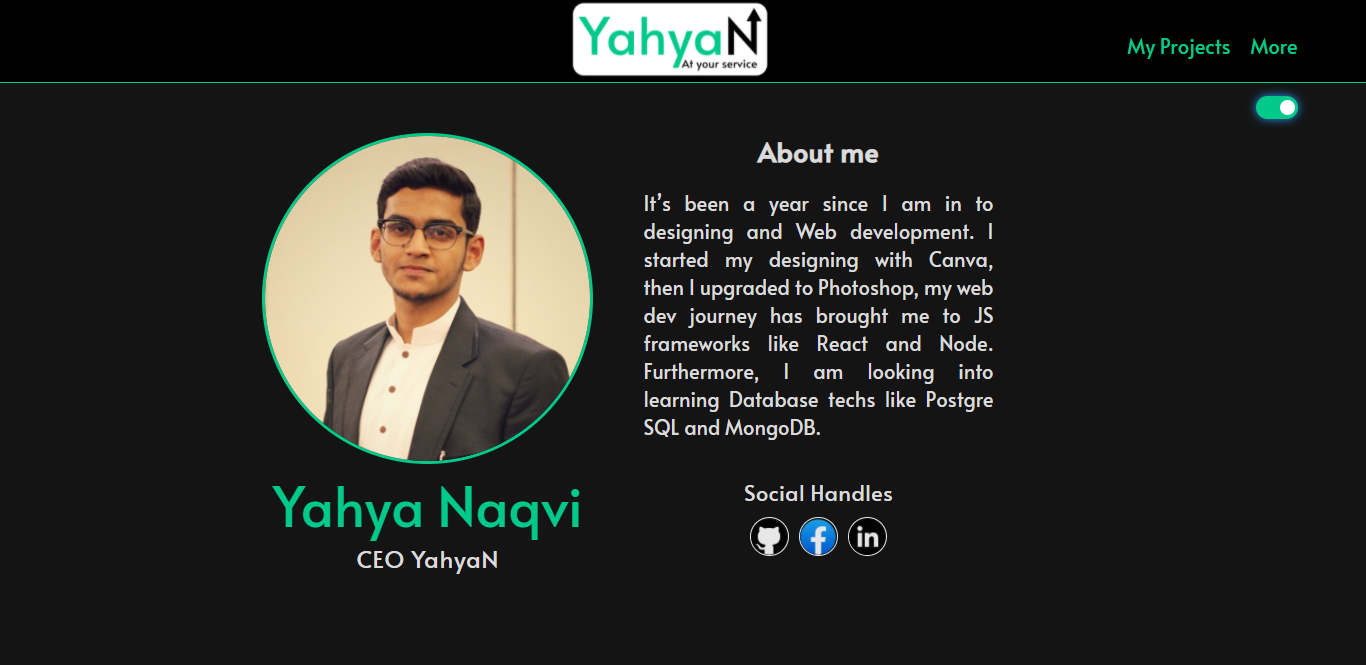 YahyaN
At your service
My Projects More
About me
It’s been a year since I am in to
designing and Web development. I
started my designing with Canva,
then I upgraded to Photoshop, my web
dev journey has brought me to JS
frameworks like React and Node.
Furthermore, I am looking into
learning Database techs like Postgre
SQL and MongoDB.
Yahya Naqvi
CEO YahyaN
Social Handles
f
in